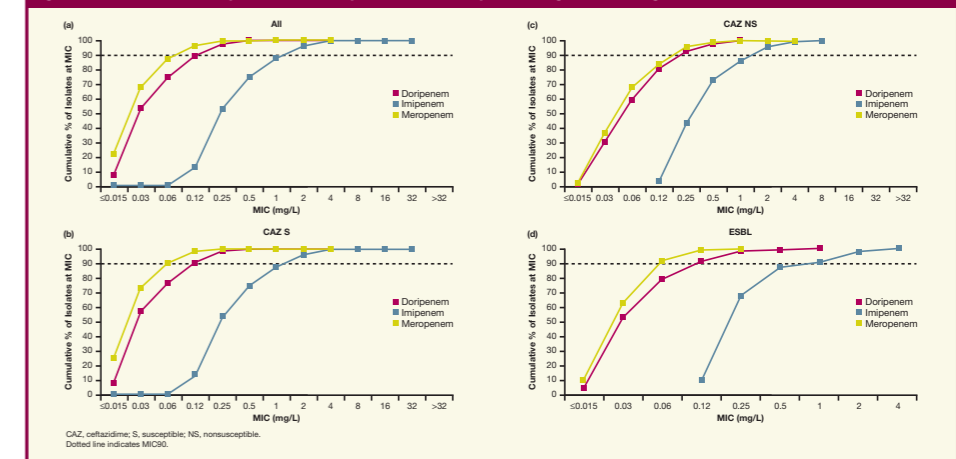 (a)
All
Cumulative % of Isolates at MIC
100
90
80
70
60
50
40
30
20
10
0
Doripenem
Imipenem
Meropenem
≤0.015 0.03 0.06 0.12 0.25 0.5 1 2 4 8 16 32 >32
MIC (mg/L)
(c)
CAZ NS
Cumulative % of Isolates at MIC
100
90
80
70
60
50
40
30
20
10
0
Doripenem
Imipenem
Meropenem
≤0.015 0.03 0.06 0.12 0.25 0.5 1 2 4 8 16 32 >32
MIC (mg/L)
(b)
CAZ S
Cumulative % of Isolates at MIC
100
90
80
70
60
50
40
30
20
10
0
Doripenem
Imipenem
Meropenem
≤0.015 0.03 0.06 0.12 0.25 0.5 1 2 4 8 16 32 >32
MIC (mg/L)
(d)
ESBL
Cumulative % of Isolates at MIC
100
90
80
70
60
50
40
30
20
10
0
Doripenem
Imipenem
Meropenem
≤0.015 0.03 0.06 0.12 0.25 0.5 1 2 4
MIC (mg/L)
CAZ, ceftazidime; S, susceptible; NS, nonsusceptible.
Dotted line indicates MIC90.